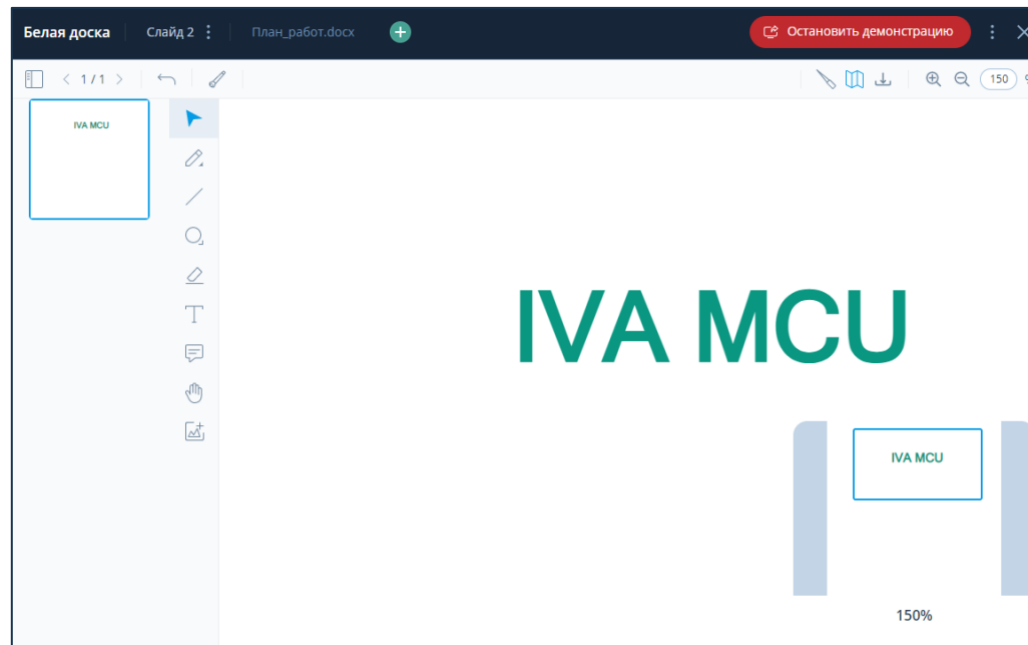 Белая доска Слайд 2 План_работ.docx Остановить демонстрацию
1 / 1 150
IVA MCU
IVA MCU
IVA MCU
150%